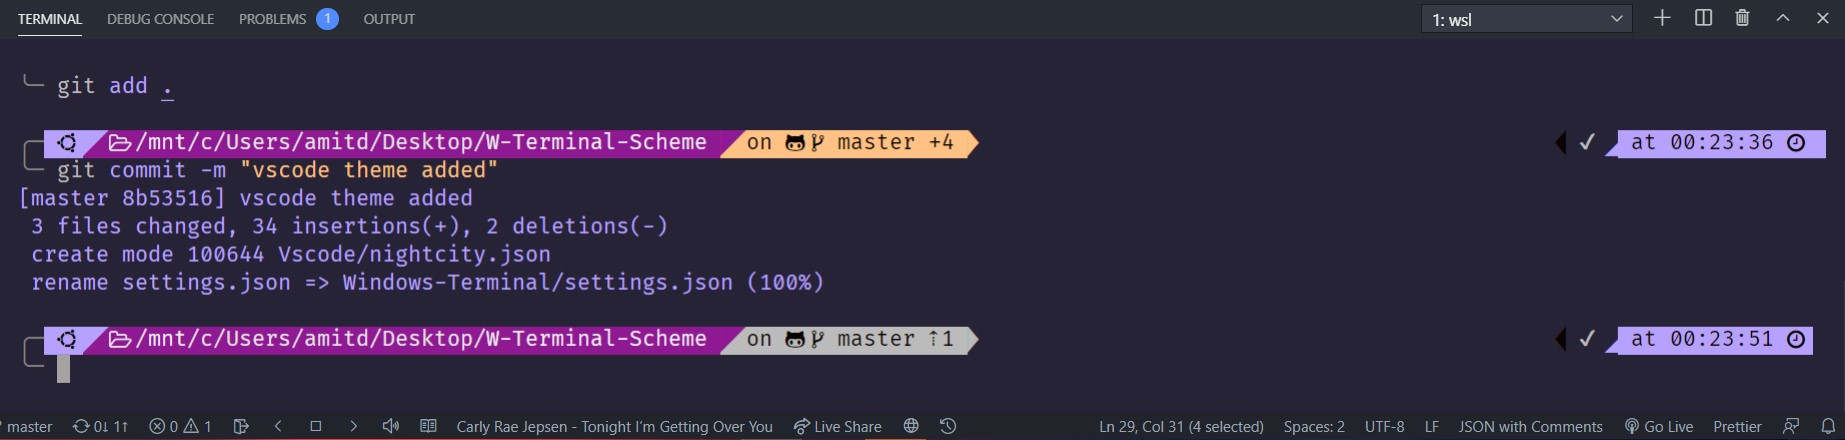 TERMINAL DEBUG CONSOLE PROBLEMS 1 OUTPUT 1: wsl
git add .
/mnt/c/Users/amitd/Desktop/W-Terminal-Scheme on master +4 ✓ at 00:23:36
git commit -m "vscode theme added"
[master 8b53516] vscode theme added
3 files changed, 34 insertions(+), 2 deletions(-)
create mode 100644 Vscode/nightcity.json
rename settings.json => Windows-Terminal/settings.json (100%)
/mnt/c/Users/amitd/Desktop/W-Terminal-Scheme on master ⇡1 ✓ at 00:23:51
master 0↓ 1↑ 0 1 Carly Rae Jepsen - Tonight I'm Getting Over You Live Share Ln 29, Col 31 (4 selected) Spaces: 2 UTF-8 LF JSON with Comments Go Live Prettier